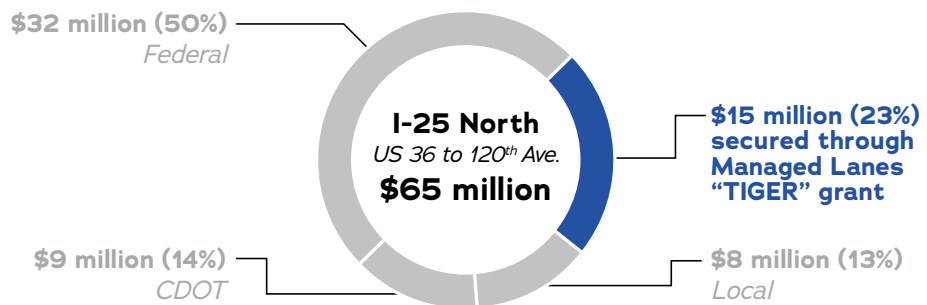 $32 million (50%)
Federal
I-25 North
US 36 to 120th Ave.
$65 million
$15 million (23%)
secured through
Managed Lanes
“TIGER” grant
$9 million (14%)
CDOT
$8 million (13%)
Local